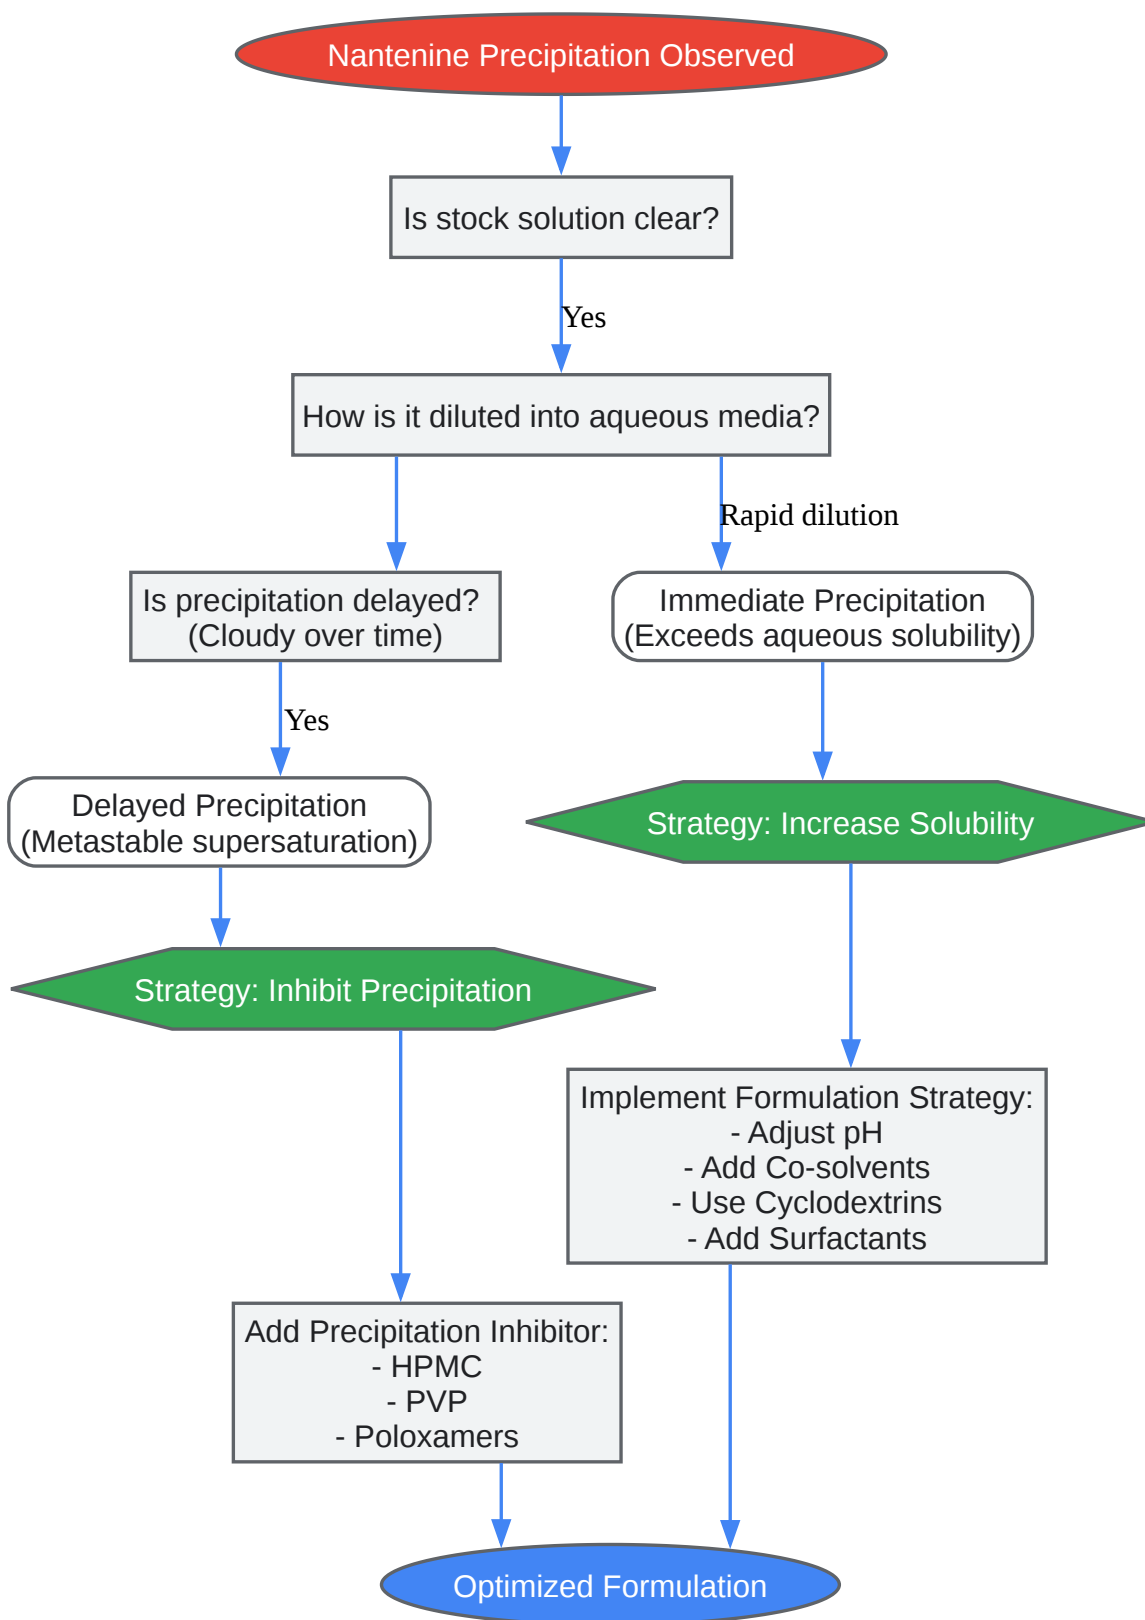 Nantenine Precipitation Observed
Is stock solution clear?
Yes
How is it diluted into aqueous media?
Rapid dilution
Is precipitation delayed?
(Cloudy over time)
Immediate Precipitation
(Exceeds aqueous solubility)
Yes
Delayed Precipitation
(Metastable supersaturation)
Strategy: Increase Solubility
Strategy: Inhibit Precipitation
Implement Formulation Strategy:
- Adjust pH
- Add Co-solvents
- Use Cyclodextrins
- Add Surfactants
Add Precipitation Inhibitor:
- HPMC
- PVP
- Poloxamers
Optimized Formulation